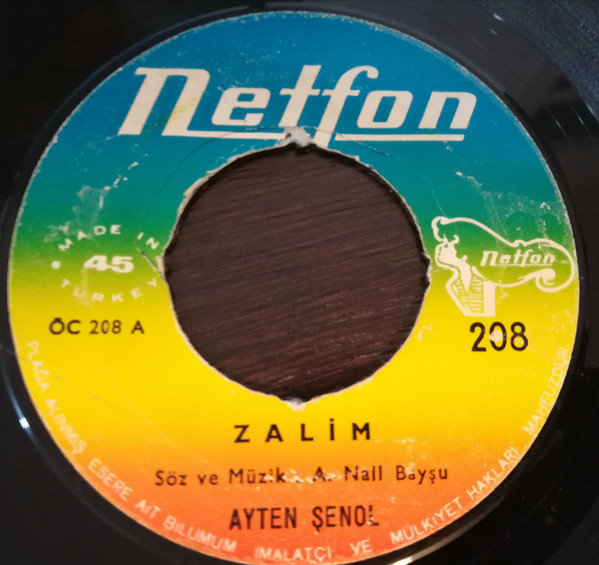 Netfon
MADE IN
45
TURKEY
Netfon
ÖC 208 A
208
ZALİM
Söz ve Müzik : A. Nail Bayşu
AYTEN ŞENOL
PLAĞA ALINMIŞ ESERE AİT BİLUMUM İMALATÇI VE MÜLKİYET HAKLARI MAHFUZDUR